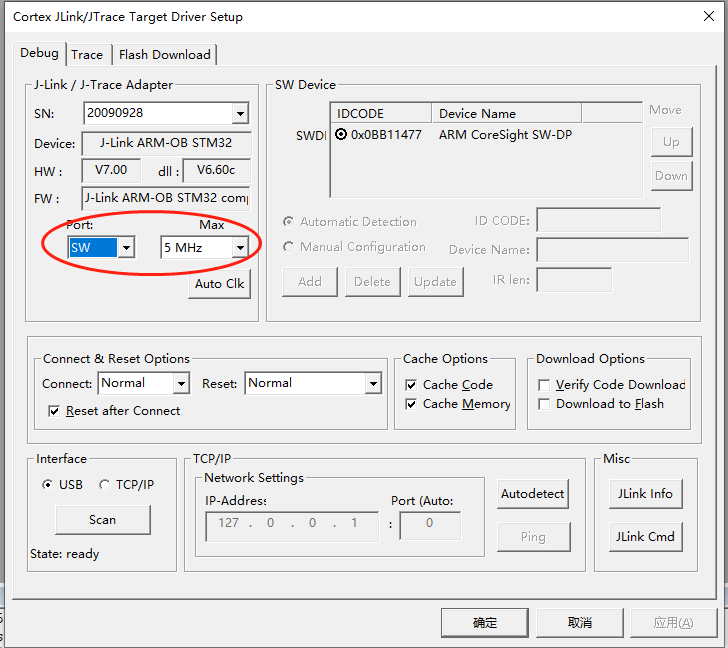 Cortex JLink/JTrace Target Driver Setup
Debug Trace Flash Download
J-Link / J-Trace Adapter
SN: 20090928
Device: J-Link ARM-OB STM32
HW : V7.00 dll : V6.60c
FW : J-Link ARM-OB STM32 comp
Port: Max
SW 5 MHz
Auto Clk
SW Device
IDCODE Device Name
SWDI 0x0BB11477 ARM CoreSight SW-DP
Move
Up
Down
Automatic Detection ID CODE:
Manual Configuration Device Name:
Add Delete Update IR len:
Connect & Reset Options
Connect: Normal Reset: Normal
Reset after Connect
Cache Options
Cache Code
Cache Memory
Download Options
Verify Code Download
Download to Flash
Interface
USB TCP/IP
Scan
State: ready
TCP/IP
Network Settings
IP-Address Port (Auto:
127 . 0 . 0 . 1 : 0
Autodetect
Ping
Misc
JLink Info
JLink Cmd
确定 取消 应用(A)